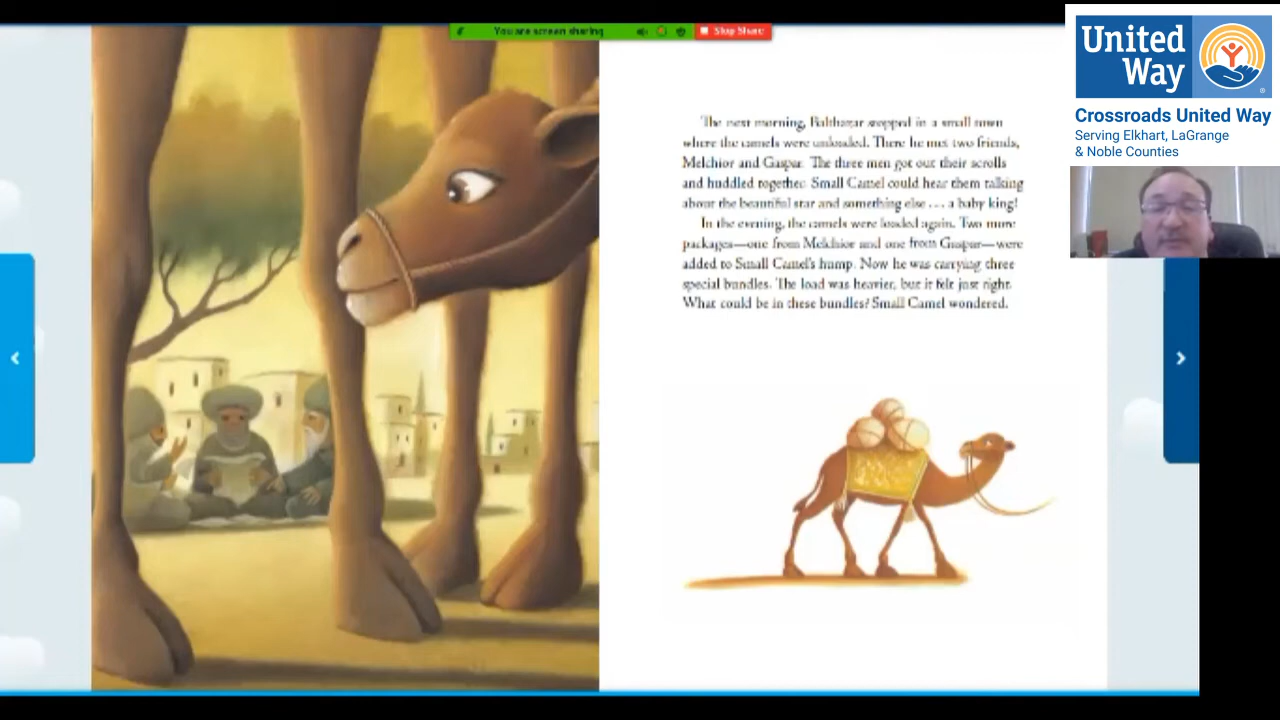 You are screen sharing
Stop Share
United
Way
Crossroads United Way
Serving Elkhart, LaGrange
& Noble Counties
The next morning, Balthazar stopped in a small town
where the camels were unloaded. There he met two friends,
Melchior and Gaspar. The three men got out their scrolls
and huddled together. Small Camel could hear them talking
about the beautiful star and something else . . . a baby king!
In the evening, the camels were loaded again. Two more
packages—one from Melchior and one from Gaspar—were
added to Small Camel's hump. Now he was carrying three
special bundles. The load was heavier, but it felt just right.
What could be in these bundles? Small Camel wondered.